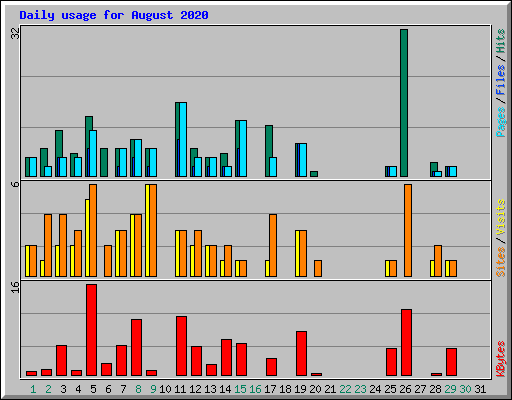 Daily usage for August 2020
32
Pages / Files / Hits
6
Sites / Visits
16
KBytes
1 2 3 4 5 6 7 8 9 10 11 12 13 14 15 16 17 18 19 20 21 22 23 24 25 26 27 28 29 30 31